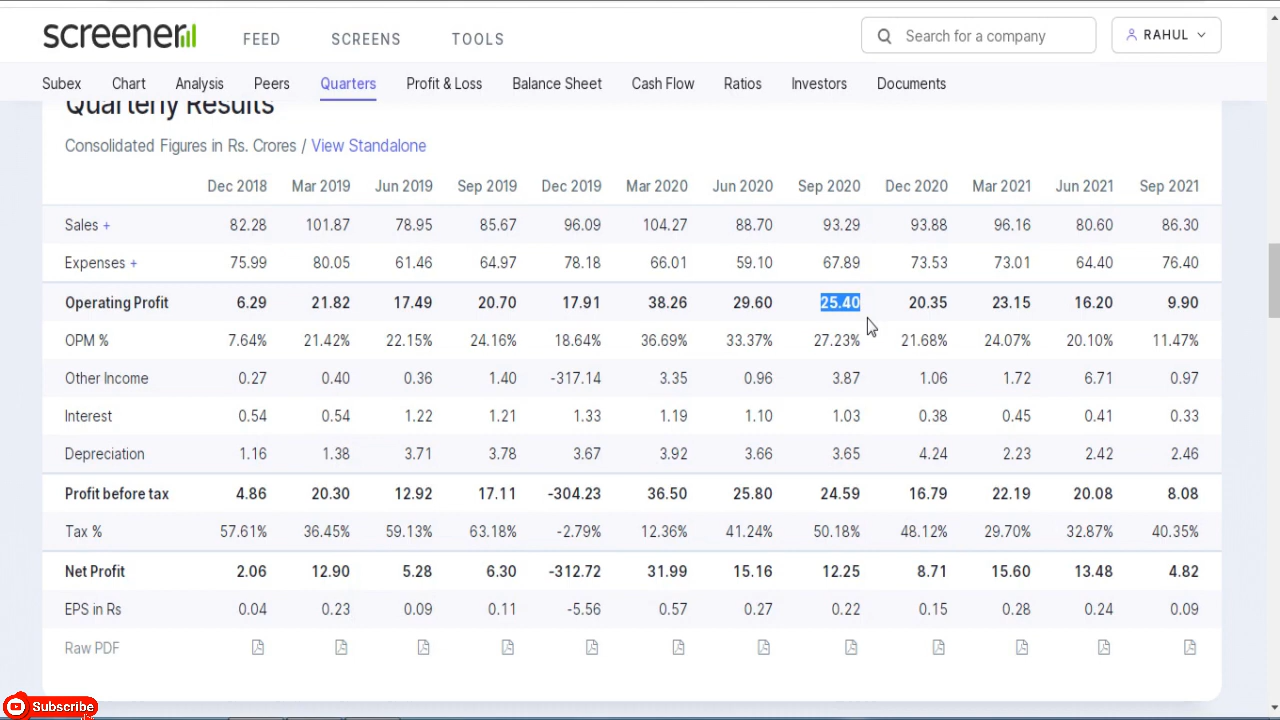 screener FEED SCREENS TOOLS Search for a company RAHUL
Subex Chart Analysis Peers Quarters Profit & Loss Balance Sheet Cash Flow Ratios Investors Documents
Quarterly Results
Consolidated Figures in Rs. Crores / View Standalone
Dec 2018 Mar 2019 Jun 2019 Sep 2019 Dec 2019 Mar 2020 Jun 2020 Sep 2020 Dec 2020 Mar 2021 Jun 2021 Sep 2021
Sales + 82.28 101.87 78.95 85.67 96.09 104.27 88.70 93.29 93.88 96.16 80.60 86.30
Expenses + 75.99 80.05 61.46 64.97 78.18 66.01 59.10 67.89 73.53 73.01 64.40 76.40
Operating Profit 6.29 21.82 17.49 20.70 17.91 38.26 29.60 25.40 20.35 23.15 16.20 9.90
OPM % 7.64% 21.42% 22.15% 24.16% 18.64% 36.69% 33.37% 27.23% 21.68% 24.07% 20.10% 11.47%
Other Income 0.27 0.40 0.36 1.40 -317.14 3.35 0.96 3.87 1.06 1.72 6.71 0.97
Interest 0.54 0.54 1.22 1.21 1.33 1.19 1.10 1.03 0.38 0.45 0.41 0.33
Depreciation 1.16 1.38 3.71 3.78 3.67 3.92 3.66 3.65 4.24 2.23 2.42 2.46
Profit before tax 4.86 20.30 12.92 17.11 -304.23 36.50 25.80 24.59 16.79 22.19 20.08 8.08
Tax % 57.61% 36.45% 59.13% 63.18% -2.79% 12.36% 41.24% 50.18% 48.12% 29.70% 32.87% 40.35%
Net Profit 2.06 12.90 5.28 6.30 -312.72 31.99 15.16 12.25 8.71 15.60 13.48 4.82
EPS in Rs 0.04 0.23 0.09 0.11 -5.56 0.57 0.27 0.22 0.15 0.28 0.24 0.09
Raw PDF
Subscribe